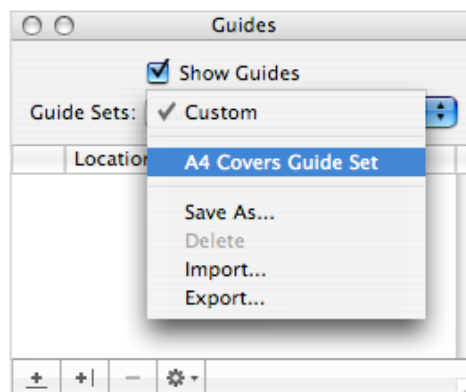 Guides
Show Guides
Guide Sets: ✓ Custom
Location
A4 Covers Guide Set
Save As...
Delete
Import...
Export...